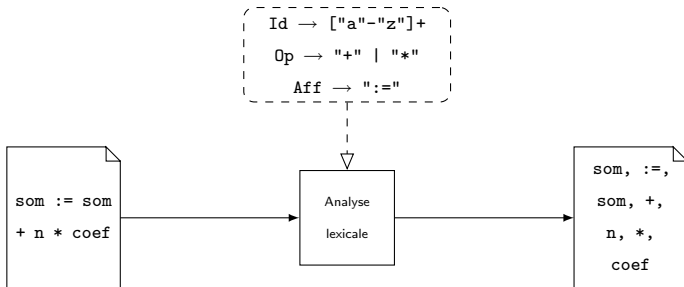 Id → ["a"-"z"]+
Op → "+" | "*"
Aff → ":="
som := som
+ n * coef
Analyse
lexicale
som, :=,
som, +,
n, *,
coef